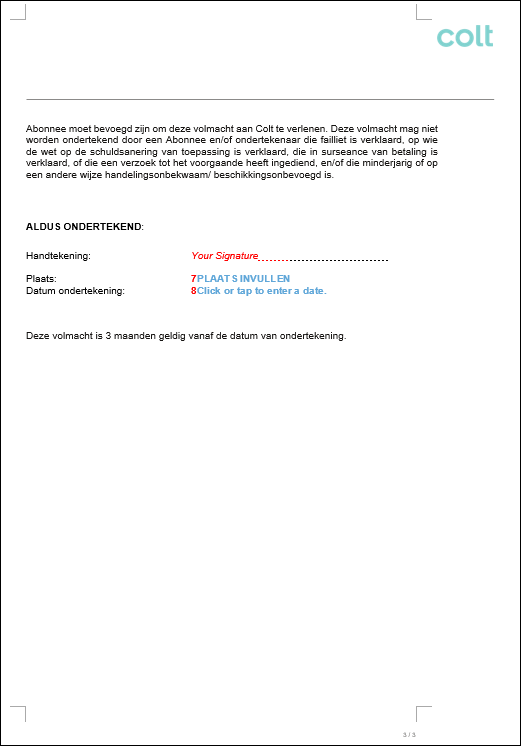 colt
Abonnee moet bevoegd zijn om deze volmacht aan Colt te verlenen. Deze volmacht mag niet
worden ondertekend door een Abonnee en/of ondertekenaar die failliet is verklaard, op wie
de wet op de schuldsanering van toepassing is verklaard, die in surseance van betaling is
verklaard, of die een verzoek tot het voorgaande heeft ingediend, en/of die minderjarig of op
een andere wijze handelingsonbekwaam/ beschikkingsonbevoegd is.
ALDUS ONDERTEKEND:
Handtekening: Your Signature
Plaats: 7PLAATS INVULLEN
Datum ondertekening: 8Click or tap to enter a date.
Deze volmacht is 3 maanden geldig vanaf de datum van ondertekening.
3 / 3